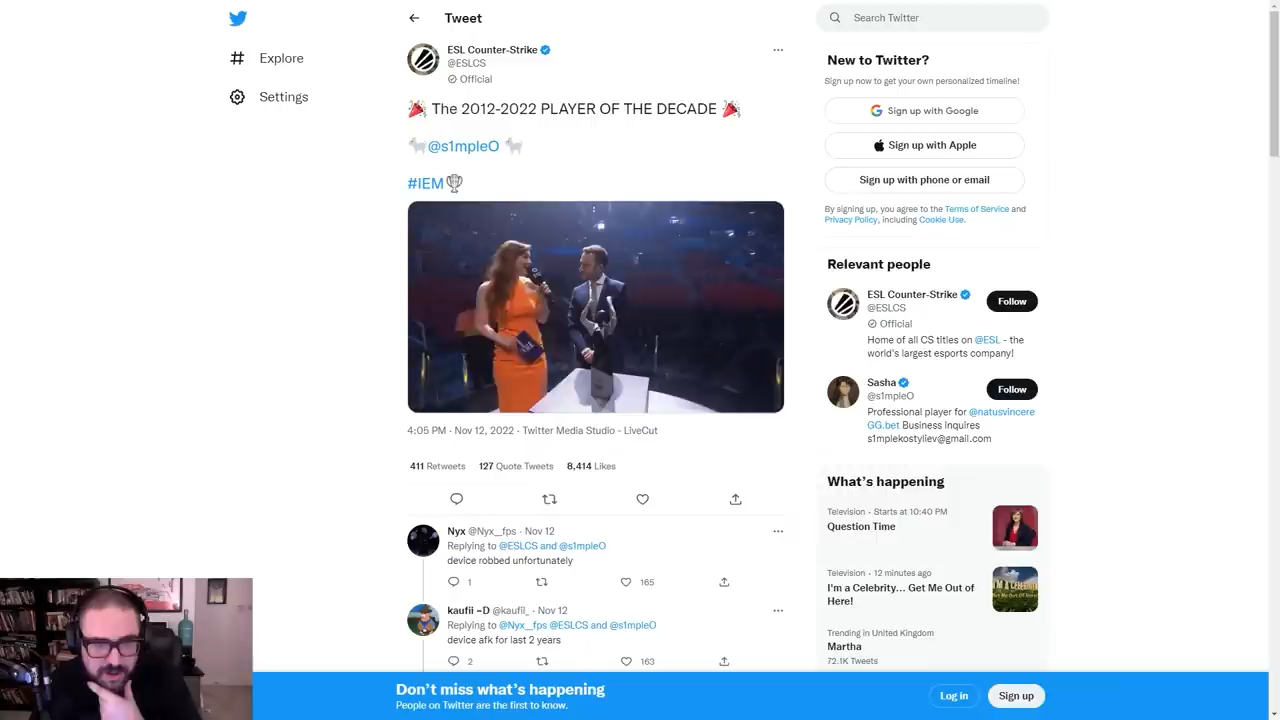 Tweet
Search Twitter
Explore
Settings
ESL Counter-Strike
@ESLCS
Official
🎉 The 2012-2022 PLAYER OF THE DECADE 🎉
🐐@s1mpleO 🐐
#IEM🏆
4:05 PM · Nov 12, 2022 · Twitter Media Studio - LiveCut
411 Retweets 127 Quote Tweets 8,414 Likes
Nyx @Nyx__fps · Nov 12
Replying to @ESLCS and @s1mpleO
device robbed unfortunately
1 165
kaufii ~D @kaufii_ · Nov 12
Replying to @Nyx__fps @ESLCS and @s1mpleO
device afk for last 2 years
2 163
New to Twitter?
Sign up now to get your own personalized timeline!
Sign up with Google
Sign up with Apple
Sign up with phone or email
By signing up, you agree to the Terms of Service and
Privacy Policy, including Cookie Use.
Relevant people
ESL Counter-Strike
@ESLCS
Follow
Official
Home of all CS titles on @ESL - the
world's largest esports company!
Sasha
@s1mpleO
Follow
Professional player for @natusvincere
GG.bet Business Inquires
s1mplekostyliev@gmail.com
What's happening
Television · Starts at 10:40 PM
Question Time
Television · 12 minutes ago
I'm a Celebrity... Get Me Out of
Here!
Trending in United Kingdom
Martha
72.1K Tweets
Don't miss what's happening
People on Twitter are the first to know.
Log in
Sign up